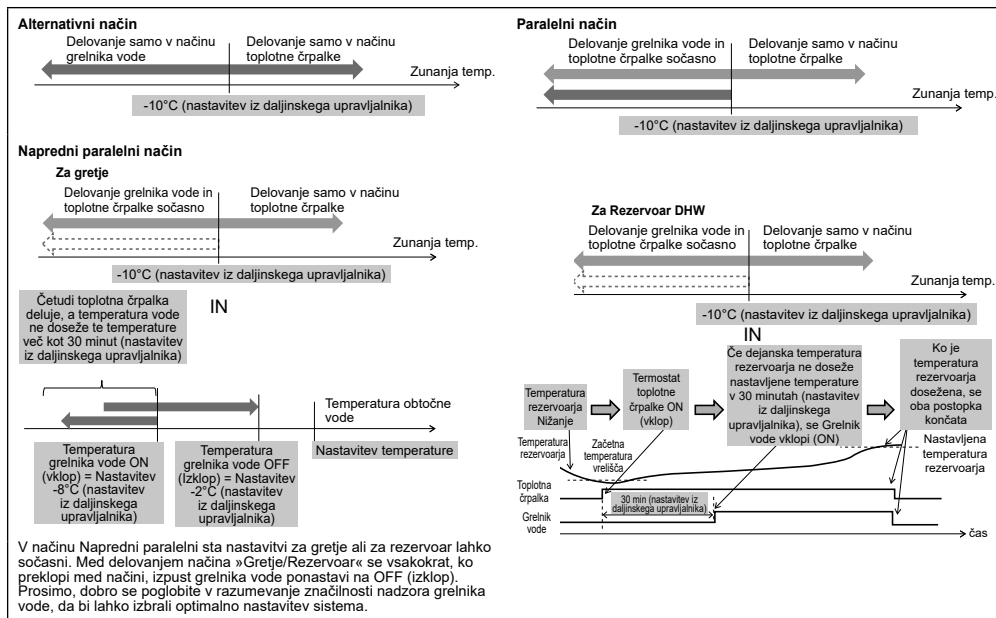 Alternativni način
Delovanje samo v načinu
grelnika vode
Delovanje samo v načinu
toplotne črpalke
Zunanja temp.
-10°C (nastavitev iz daljinskega upravljalnika)
Paralelni način
Delovanje grelnika vode in
toplotne črpalke sočasno
Delovanje samo v načinu
toplotne črpalke
Zunanja temp.
-10°C (nastavitev iz daljinskega upravljalnika)
Napredni paralelni način
Za gretje
Delovanje grelnika vode in
toplotne črpalke sočasno
Delovanje samo v načinu
toplotne črpalke
Zunanja temp.
-10°C (nastavitev iz daljinskega upravljalnika)
IN
Četudi toplotna črpalka
deluje, a temperatura vode
ne doseže te temperature
več kot 30 minut (nastavitev
iz daljinskega upravljalnika)
Temperatura obtočne
vode
Temperatura
grelnika vode ON
(vklop) = Nastavitev
-8°C (nastavitev
iz daljinskega
upravljalnika)
Temperatura
grelnika vode OFF
(Izklop) = Nastavitev
-2°C (nastavitev
iz daljinskega
upravljalnika)
Nastavitev temperature
Za Rezervoar DHW
Delovanje grelnika vode in
toplotne črpalke sočasno
Delovanje samo v načinu
toplotne črpalke
Zunanja temp.
-10°C (nastavitev iz daljinskega upravljalnika)
IN
Temperatura
rezervoarja
Nižanje
Termostat
toplotne
črpalke ON
(vklop)
Če dejanska temperatura
rezervoarja ne doseže
nastavljene temperature
v 30 minutah (nastavitev
iz daljinskega
upravljalnika), se Grelnik
vode vklopi (ON)
Ko je
temperatura
rezervoarja
dosežena, se
oba postopka
končata
Temperatura
rezervoarja
Začetna
temperatura
vrelišča
Nastavljena
temperatura
rezervoarja
Toplotna
črpalka
30 min (nastavitev iz
daljinskega upravljalnika)
Grelnik
vode
čas
V načinu Napredni paralelni sta nastavitvi za gretje ali za rezervoar lahko
sočasni. Med delovanjem načina »Gretje/Rezervoar« se vsakokrat, ko
preklopi med načini, izpust grelnika vode ponastavi na OFF (izklop).
Prosimo, dobro se poglobite v razumevanje značilnosti nadzora grelnika
vode, da bi lahko izbrali optimalno nastavitev sistema.